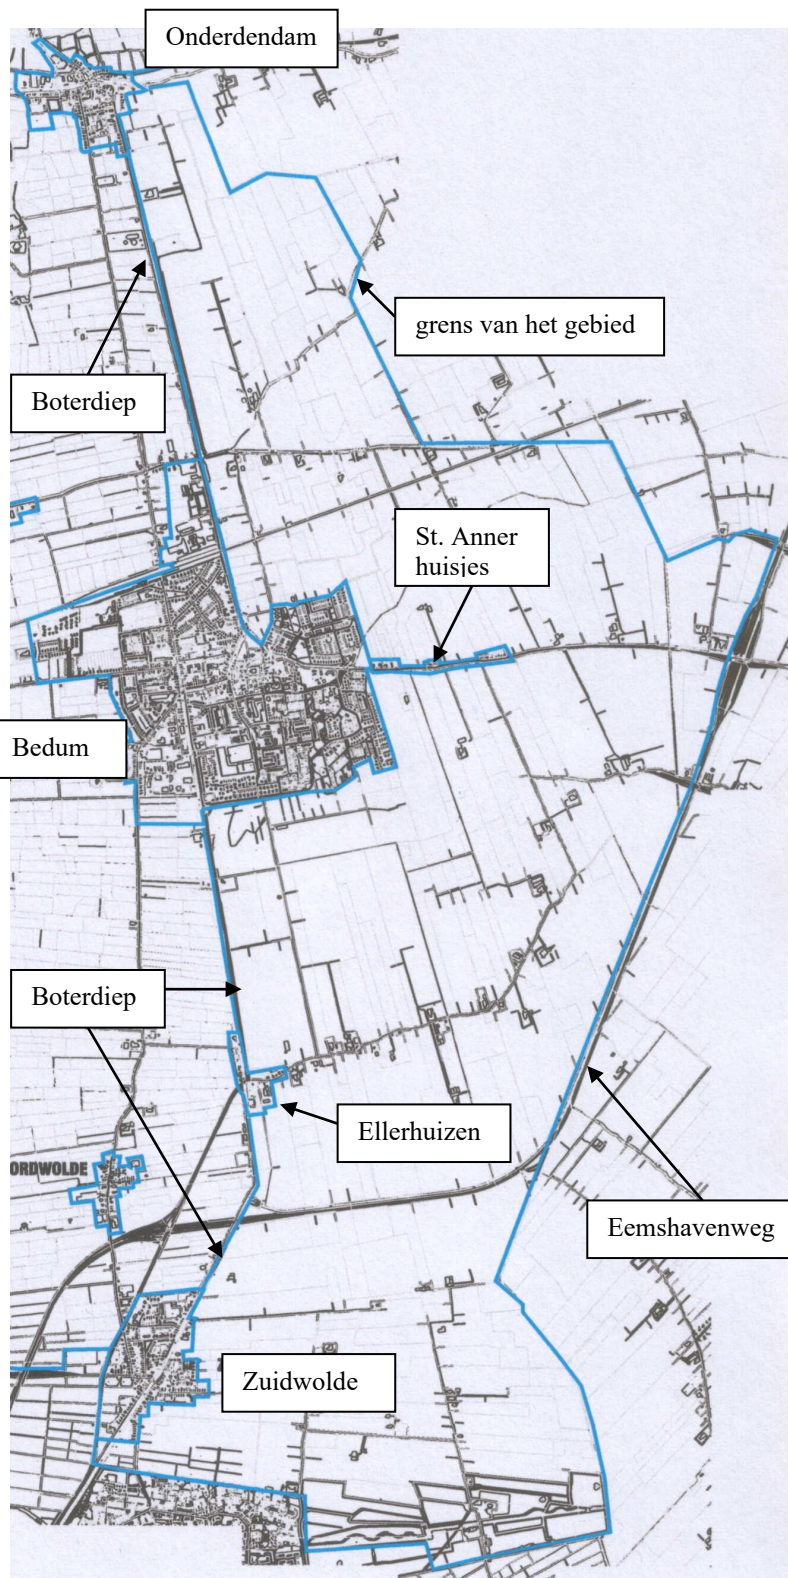 Onderdendam
grens van het gebied
Boterdiep
St. Anner
huisjes
Bedum
Boterdiep
Ellerhuizen
ORDWOLDE
Eemshavenweg
Zuidwolde